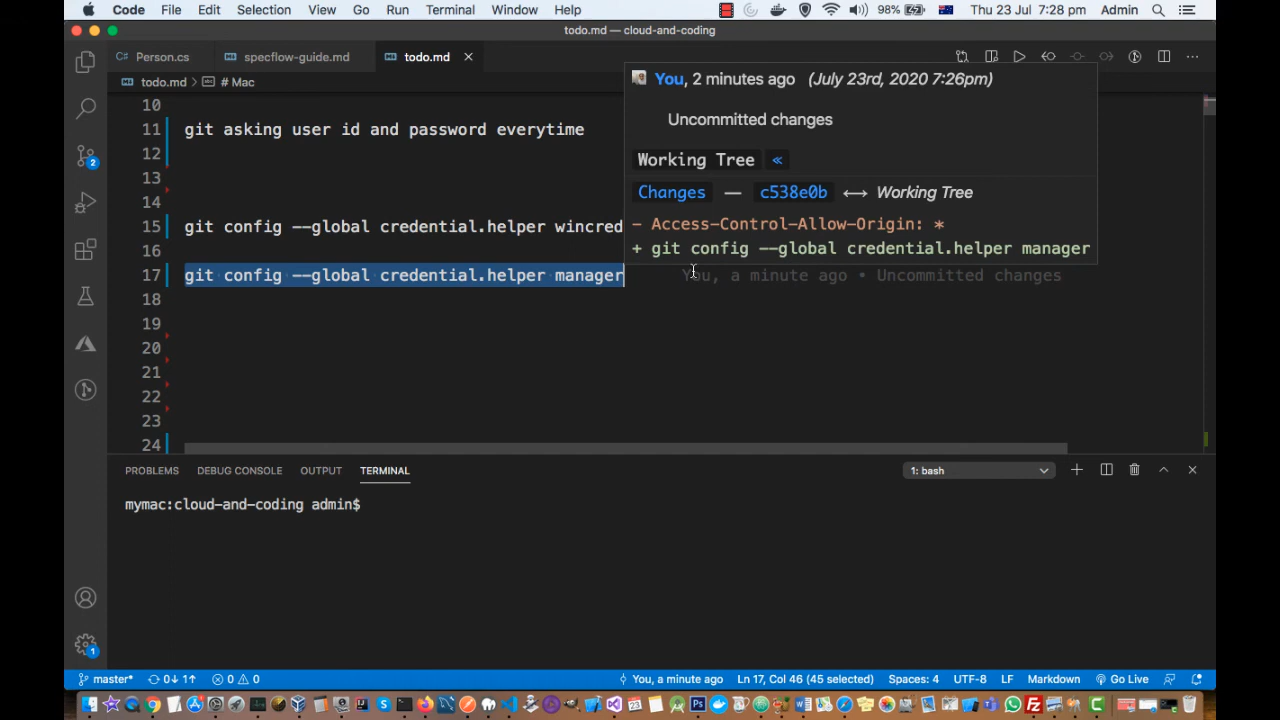 Code File Edit Selection View Go Run Terminal Window Help 98% Thu 23 Jul 7:28 pm Admin
todo.md — cloud-and-coding
Person.cs specflow-guide.md todo.md
todo.md > # Mac
You, 2 minutes ago (July 23rd, 2020 7:26pm)
Uncommitted changes
Working Tree «
Changes — c538e0b ⟷ Working Tree
- Access-Control-Allow-Origin: *
+ git config --global credential.helper manager
10
11 git asking user id and password everytime
12
13
14
15 git config --global credential.helper wincred
16
17 git config --global credential.helper manager You, a minute ago • Uncommitted changes
18
19
20
21
22
23
24
2
PROBLEMS DEBUG CONSOLE OUTPUT TERMINAL 1: bash
mymac:cloud-and-coding admin$
1
master* 0↓ 1↑ 0 0 You, a minute ago Ln 17, Col 46 (45 selected) Spaces: 4 UTF-8 LF Markdown Go Live